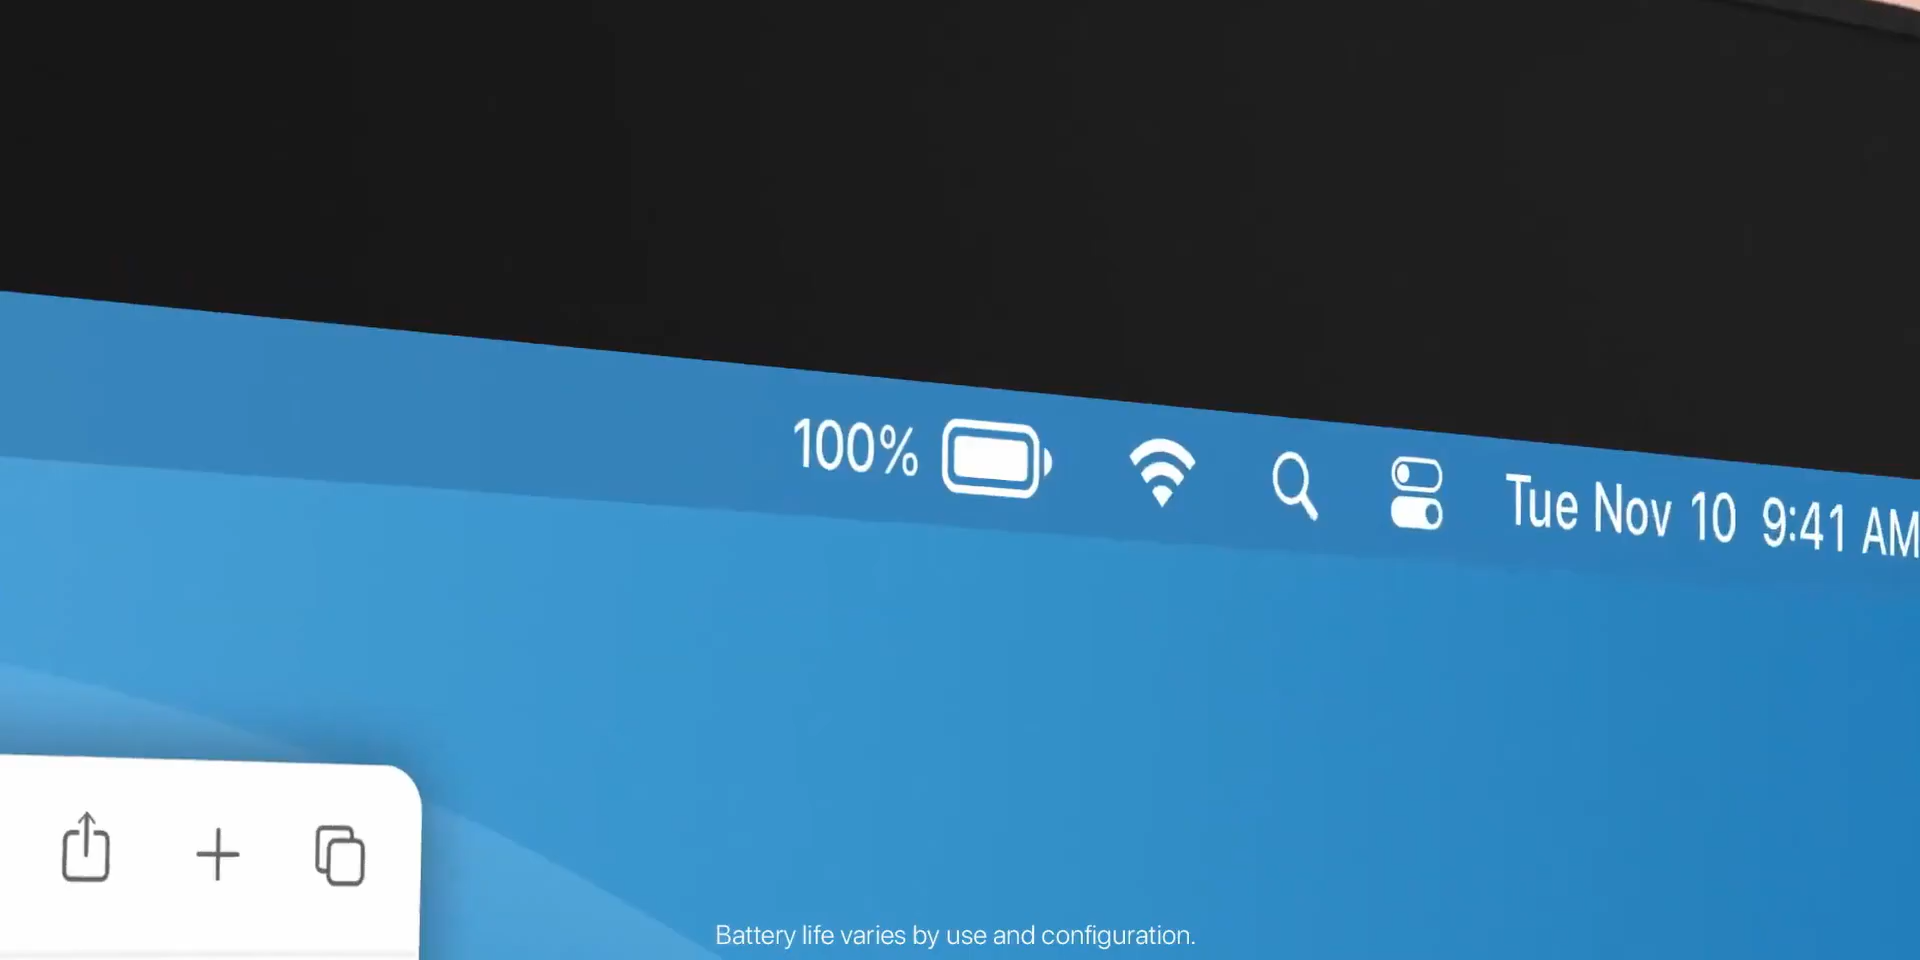 100% Tue Nov 10 9:41 AM
Battery life varies by use and configuration.